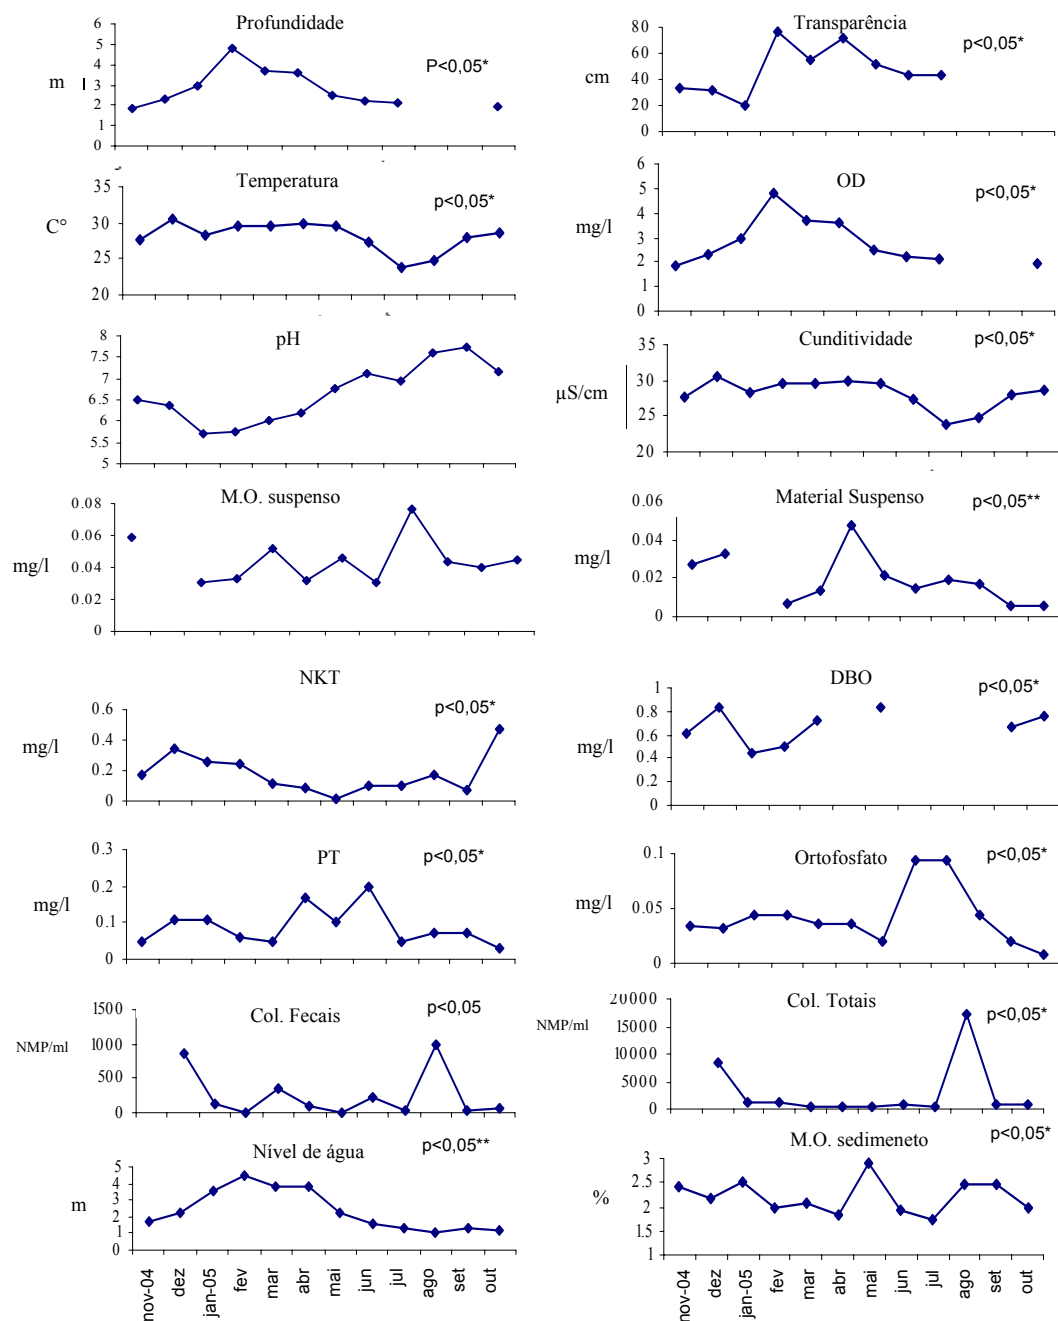 Profundidade
P<0,05*
m
6
5
4
3
2
1
0
Transparência
p<0,05*
cm
80
60
40
20
0
Temperatura
p<0,05*
C°
35
30
25
20
OD
p<0,05*
mg/l
6
5
4
3
2
1
0
pH
8
7.5
7
6.5
6
5.5
5
Cunditividade
p<0,05*
µS/cm
35
30
25
20
M.O. suspenso
mg/l
0.08
0.06
0.04
0.02
0
Material Suspenso
p<0,05**
mg/l
0.06
0.04
0.02
0
NKT
p<0,05*
mg/l
0.6
0.4
0.2
0
DBO
p<0,05*
mg/l
1
0.8
0.6
0.4
0.2
0
PT
p<0,05*
mg/l
0.3
0.2
0.1
0
Ortofosfato
p<0,05*
mg/l
0.1
0.05
0
Col. Fecais
p<0,05
NMP/ml
1500
1000
500
0
Col. Totais
p<0,05*
NMP/ml
20000
15000
10000
5000
0
Nível de água
p<0,05**
m
5
4
3
2
1
0
nov-04
dez
jan-05
fev
mar
abr
mai
jun
jul
ago
set
out
M.O. sedimeneto
p<0,05*
%
3
2.5
2
1.5
1
nov-04
dez
jan-05
fev
mar
abr
mai
jun
jul
ago
set
out